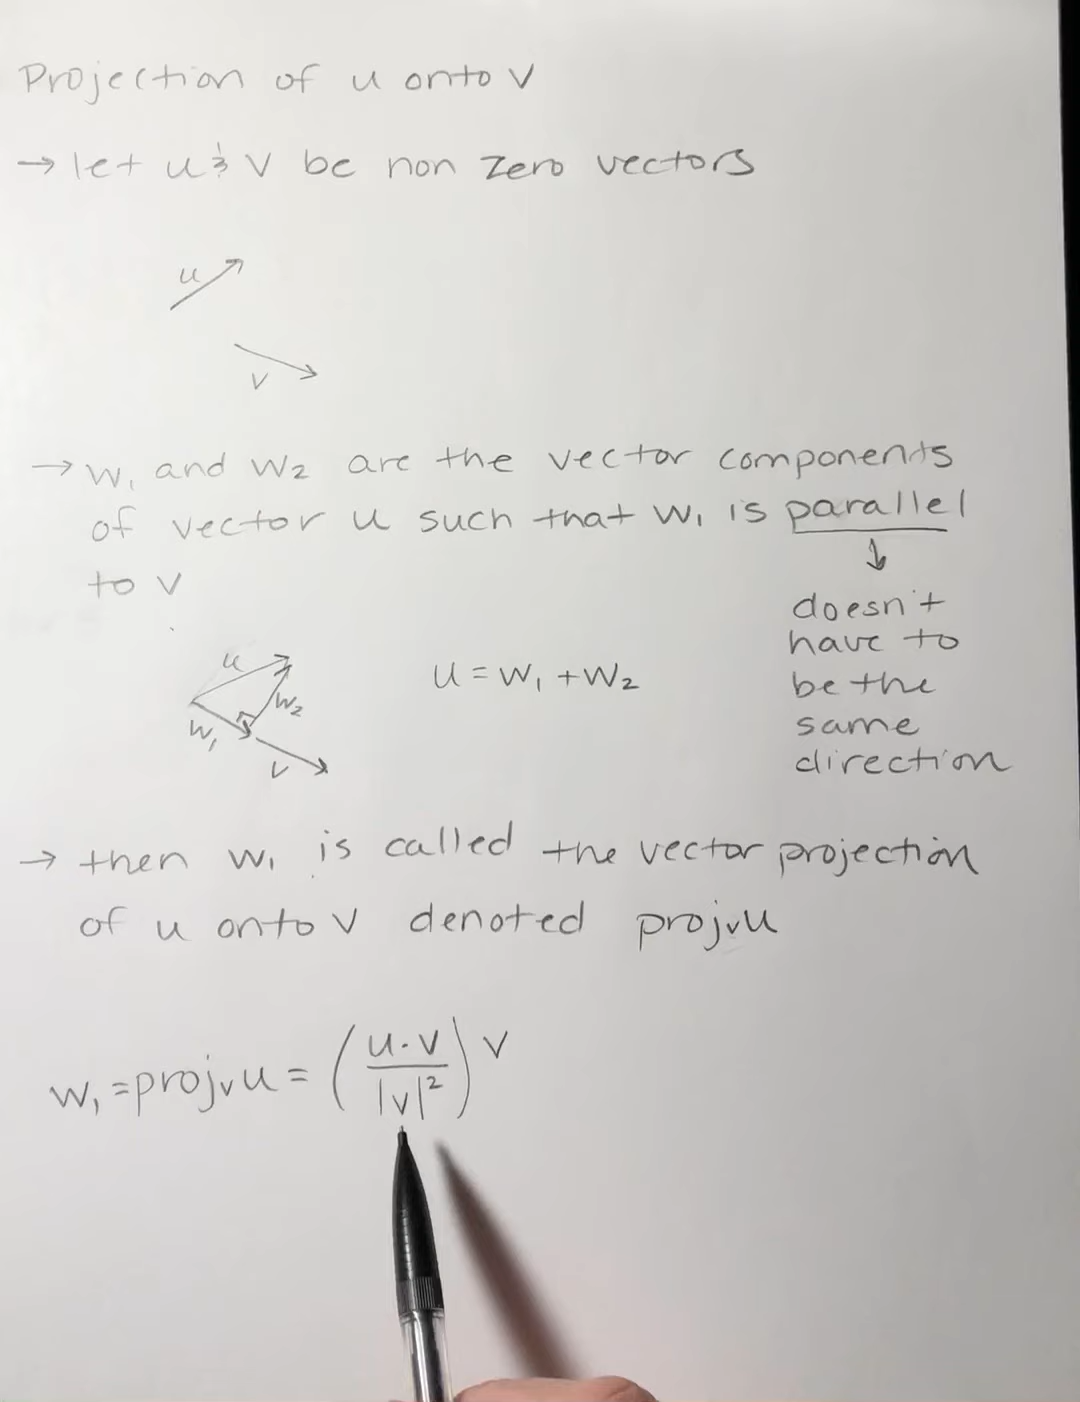 Projection of u onto v
→ let u & v be non zero vectors
u
v
→ w₁ and w₂ are the vector components
of vector u such that w₁ is parallel
to v
↓
doesn't
have to
be the
same
direction
u
w₂
w₁
v
u = w₁ + w₂
→ then w₁ is called the vector projection
of u onto v denoted projᵥu
w₁ = projᵥu = (u·v / |v|²) v